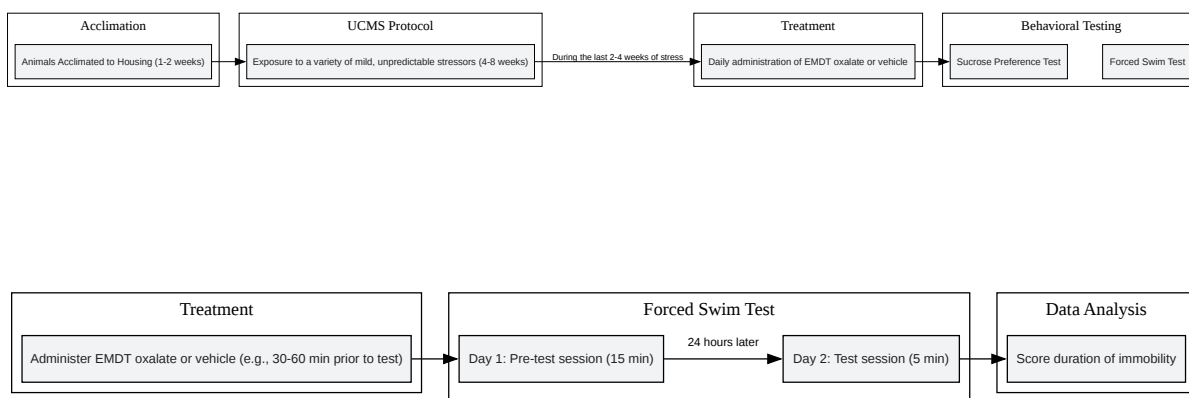 Acclimation
Animals Acclimated to Housing (1-2 weeks)
UCMS Protocol
Exposure to a variety of mild, unpredictable stressors (4-8 weeks)
During the last 2-4 weeks of stress
Treatment
Daily administration of EMDT oxalate or vehicle
Behavioral Testing
Sucrose Preference Test
Forced Swim Test
Treatment
Administer EMDT oxalate or vehicle (e.g., 30-60 min prior to test)
Forced Swim Test
Day 1: Pre-test session (15 min)
24 hours later
Day 2: Test session (5 min)
Data Analysis
Score duration of immobility